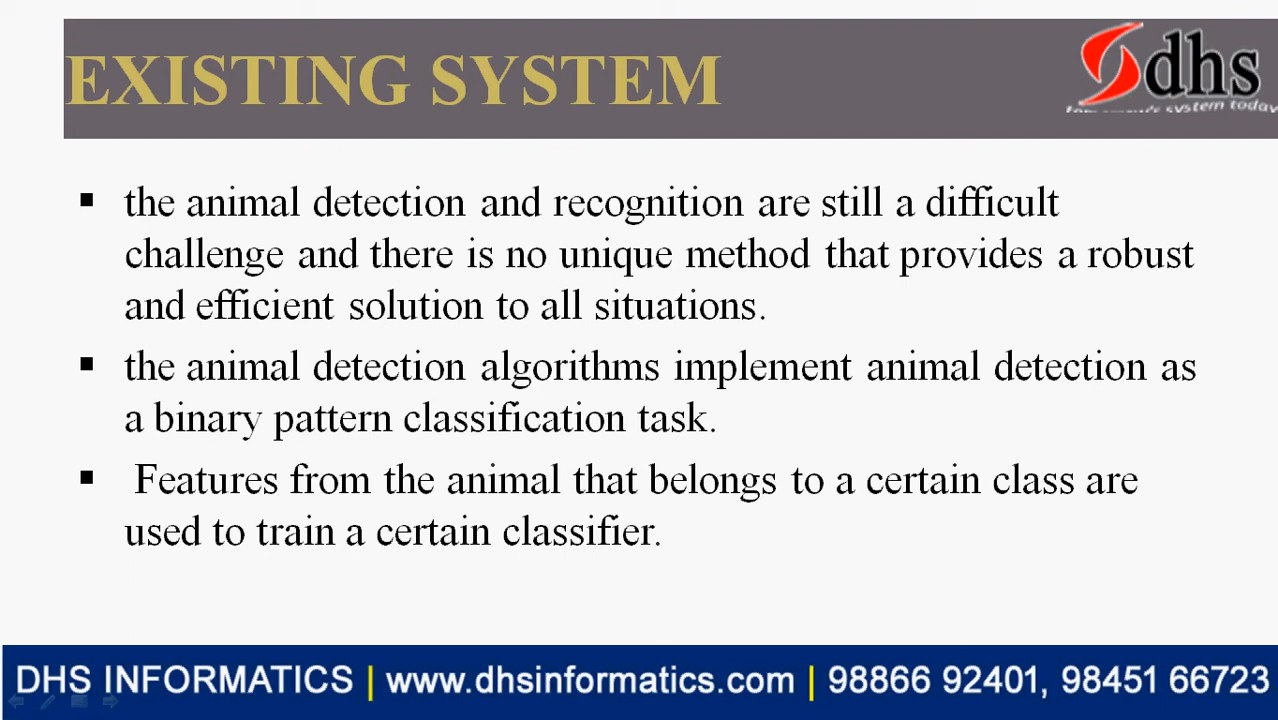 EXISTING SYSTEM
dhs
system today
▪ the animal detection and recognition are still a difficult
challenge and there is no unique method that provides a robust
and efficient solution to all situations.
▪ the animal detection algorithms implement animal detection as
a binary pattern classification task.
▪ Features from the animal that belongs to a certain class are
used to train a certain classifier.
DHS INFORMATICS | www.dhsinformatics.com | 98866 92401, 98451 66723